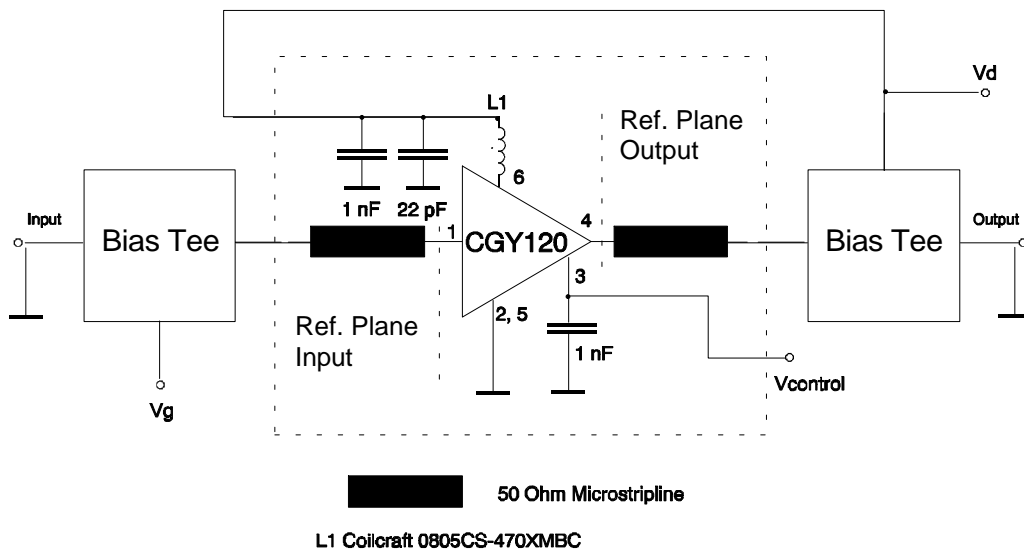 L1
Vd
Ref. Plane
Output
6
Input
Bias Tee
1 nF
22 pF
1
CGY120
4
Bias Tee
Output
3
2, 5
Ref. Plane
Input
1 nF
Vg
Vcontrol
50 Ohm Microstripline
L1 Coilcraft 0805CS-470XMBC